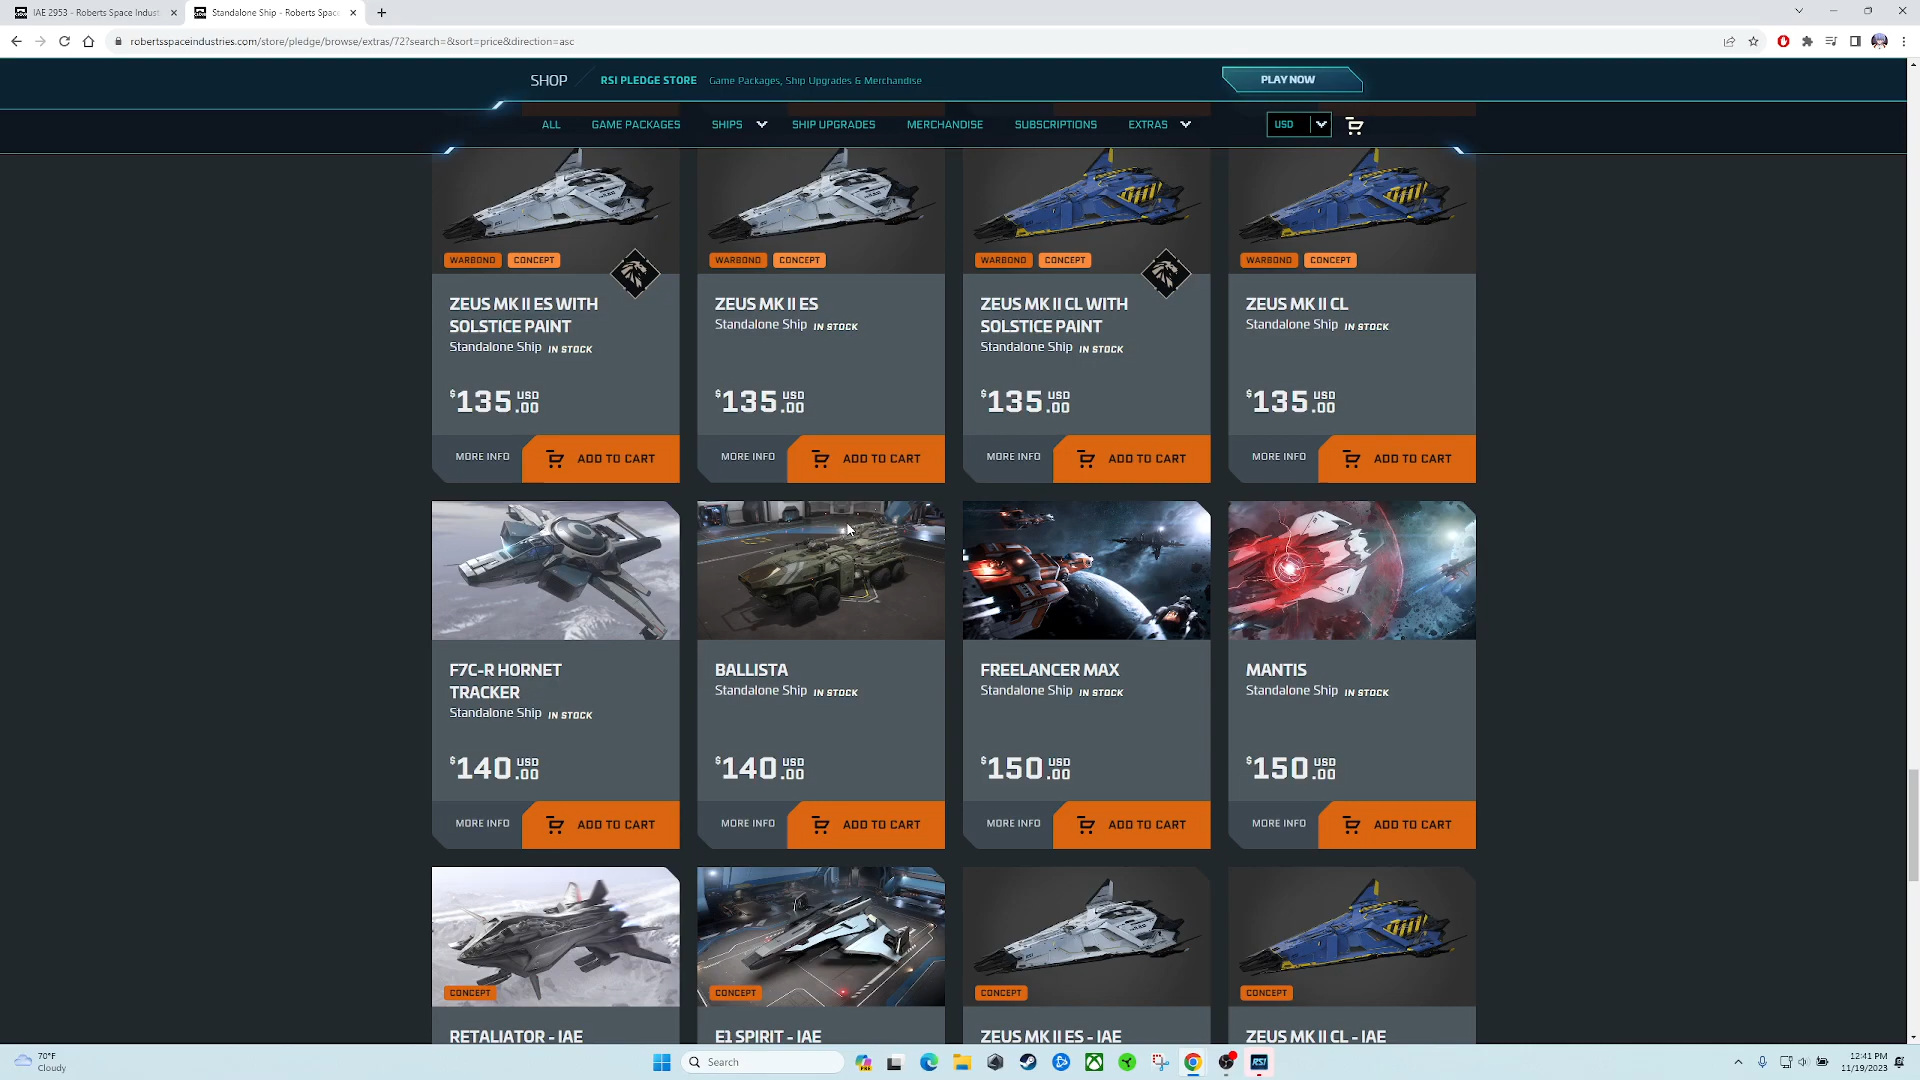 IAE 2953 - Roberts Space Indust
Standalone Ship - Roberts Spac
robertsspaceindustries.com/store/pledge/browse/extras/72?search=&sort=price&direction=asc
SHOP
RSI PLEDGE STORE
Game Packages, Ship Upgrades & Merchandise
PLAY NOW
ALL
GAME PACKAGES
SHIPS
SHIP UPGRADES
MERCHANDISE
SUBSCRIPTIONS
EXTRAS
USD
WARBOND CONCEPT
ZEUS MK II ES WITH
SOLSTICE PAINT
Standalone Ship IN STOCK
$135.00 USD
MORE INFO
ADD TO CART
WARBOND CONCEPT
ZEUS MK II ES
Standalone Ship IN STOCK
$135.00 USD
MORE INFO
ADD TO CART
WARBOND CONCEPT
ZEUS MK II CL WITH
SOLSTICE PAINT
Standalone Ship IN STOCK
$135.00 USD
MORE INFO
ADD TO CART
WARBOND CONCEPT
ZEUS MK II CL
Standalone Ship IN STOCK
$135.00 USD
MORE INFO
ADD TO CART
F7C-R HORNET
TRACKER
Standalone Ship IN STOCK
$140.00 USD
MORE INFO
ADD TO CART
BALLISTA
Standalone Ship IN STOCK
$140.00 USD
MORE INFO
ADD TO CART
FREELANCER MAX
Standalone Ship IN STOCK
$150.00 USD
MORE INFO
ADD TO CART
MANTIS
Standalone Ship IN STOCK
$150.00 USD
MORE INFO
ADD TO CART
CONCEPT
RETALIATOR - IAE
CONCEPT
E1 SPIRIT - IAE
CONCEPT
ZEUS MK II ES - IAE
CONCEPT
ZEUS MK II CL - IAE
70°F
Cloudy
Search
RSI
12:41 PM
11/19/2023